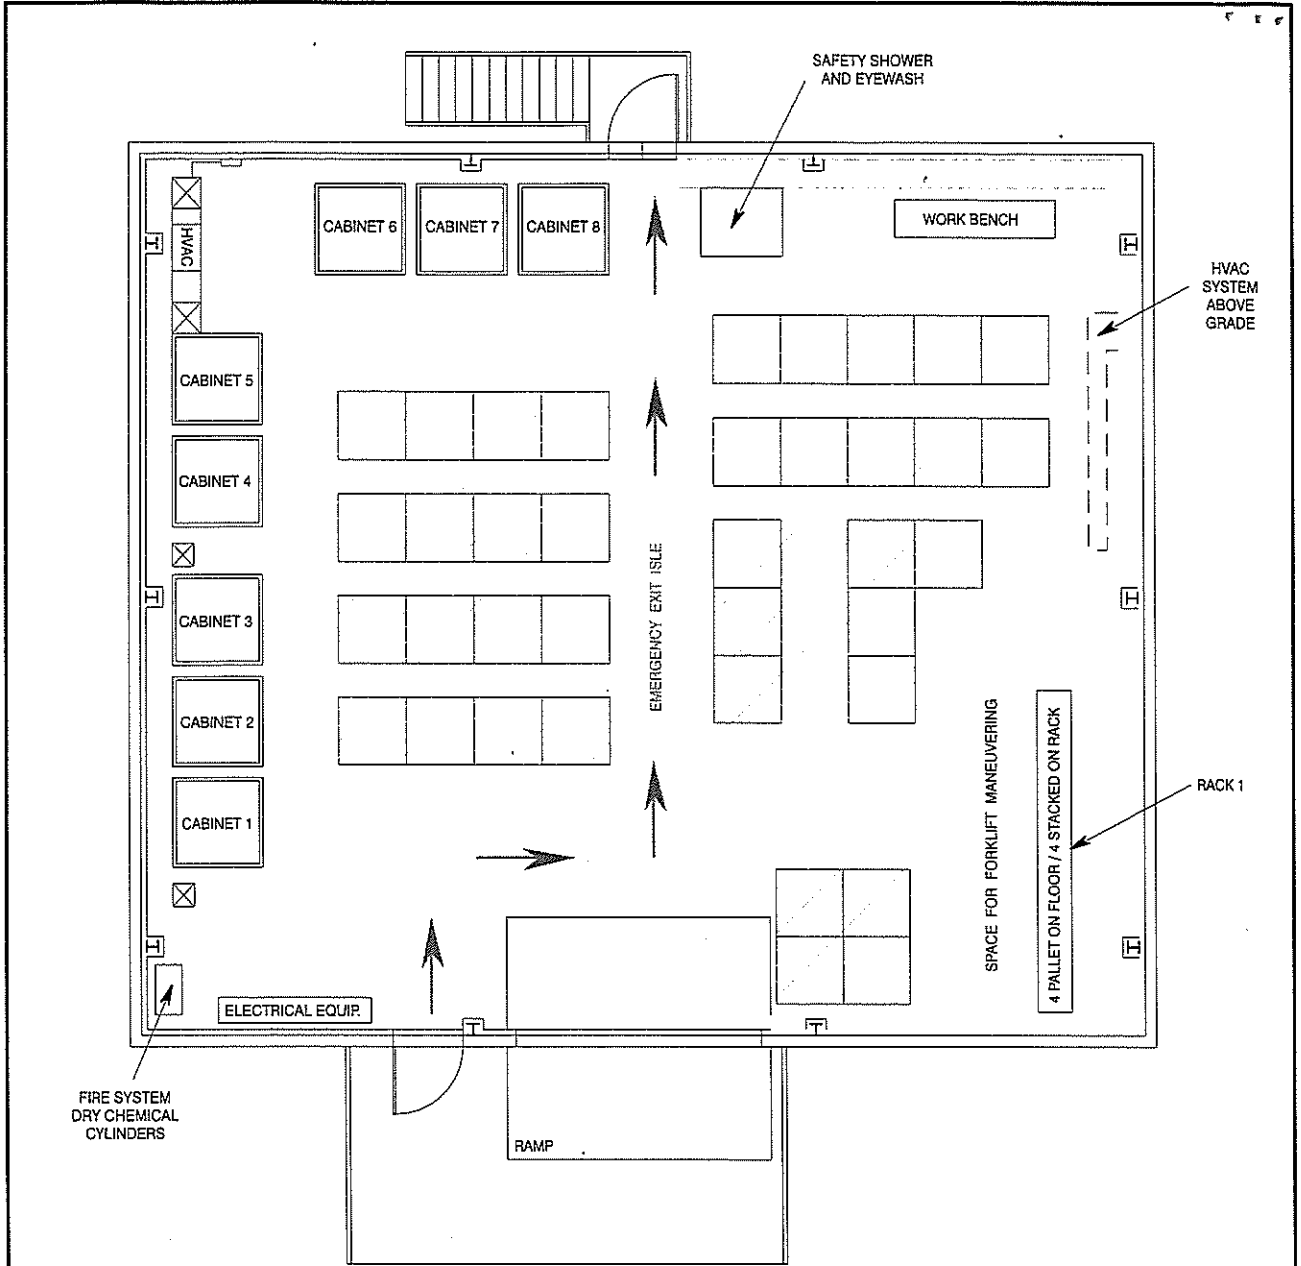 SAFETY SHOWER
AND EYEWASH
CABINET 6
CABINET 7
CABINET 8
WORK BENCH
HVAC
HVAC
SYSTEM
ABOVE
GRADE
CABINET 5
CABINET 4
CABINET 3
CABINET 2
CABINET 1
EMERGENCY EXIT ISLE
SPACE FOR FORKLIFT MANEUVERING
4 PALLET ON FLOOR / 4 STACKED ON RACK
RACK 1
ELECTRICAL EQUIP.
FIRE SYSTEM
DRY CHEMICAL
CYLINDERS
RAMP